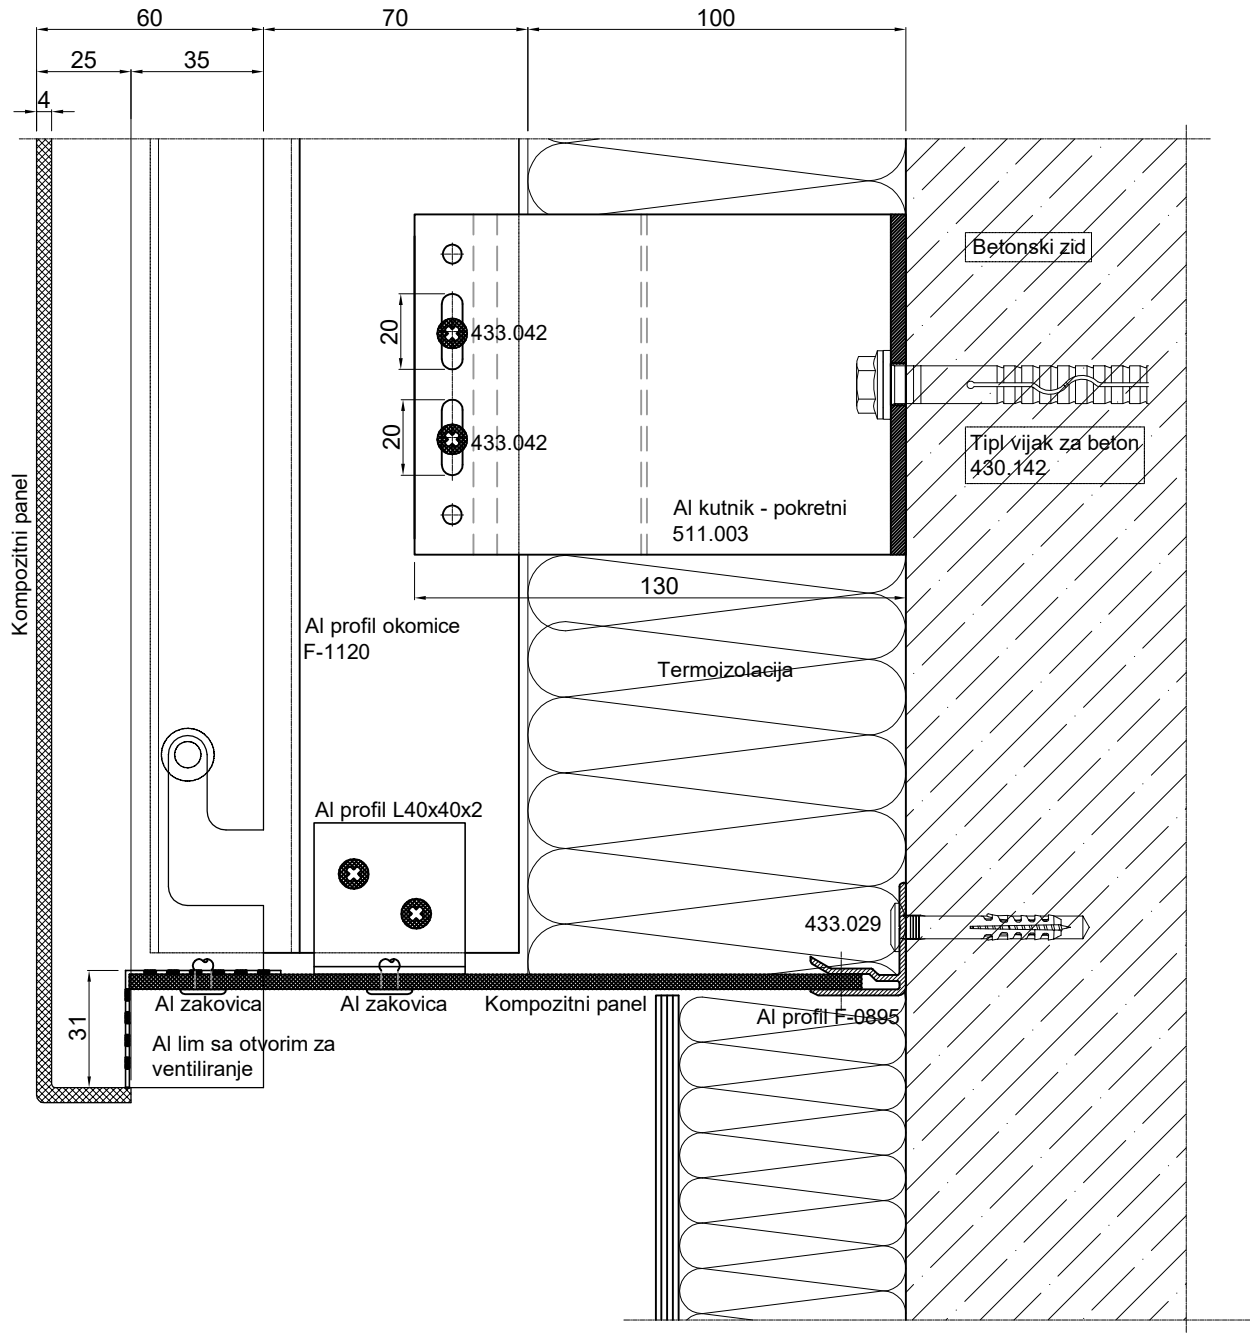 60
70
100
25
35
4
Betonski zid
20
433.042
20
433.042
Tipl vijak za beton
430.142
Kompozitni panel
Al kutnik - pokretni
511.003
130
Al profil okomice
F-1120
Termoizolacija
Al profil L40x40x2
433.029
Al zakovica
Al zakovica
Kompozitni panel
Al profil F-0895
31
Al lim sa otvorim za
ventiliranje